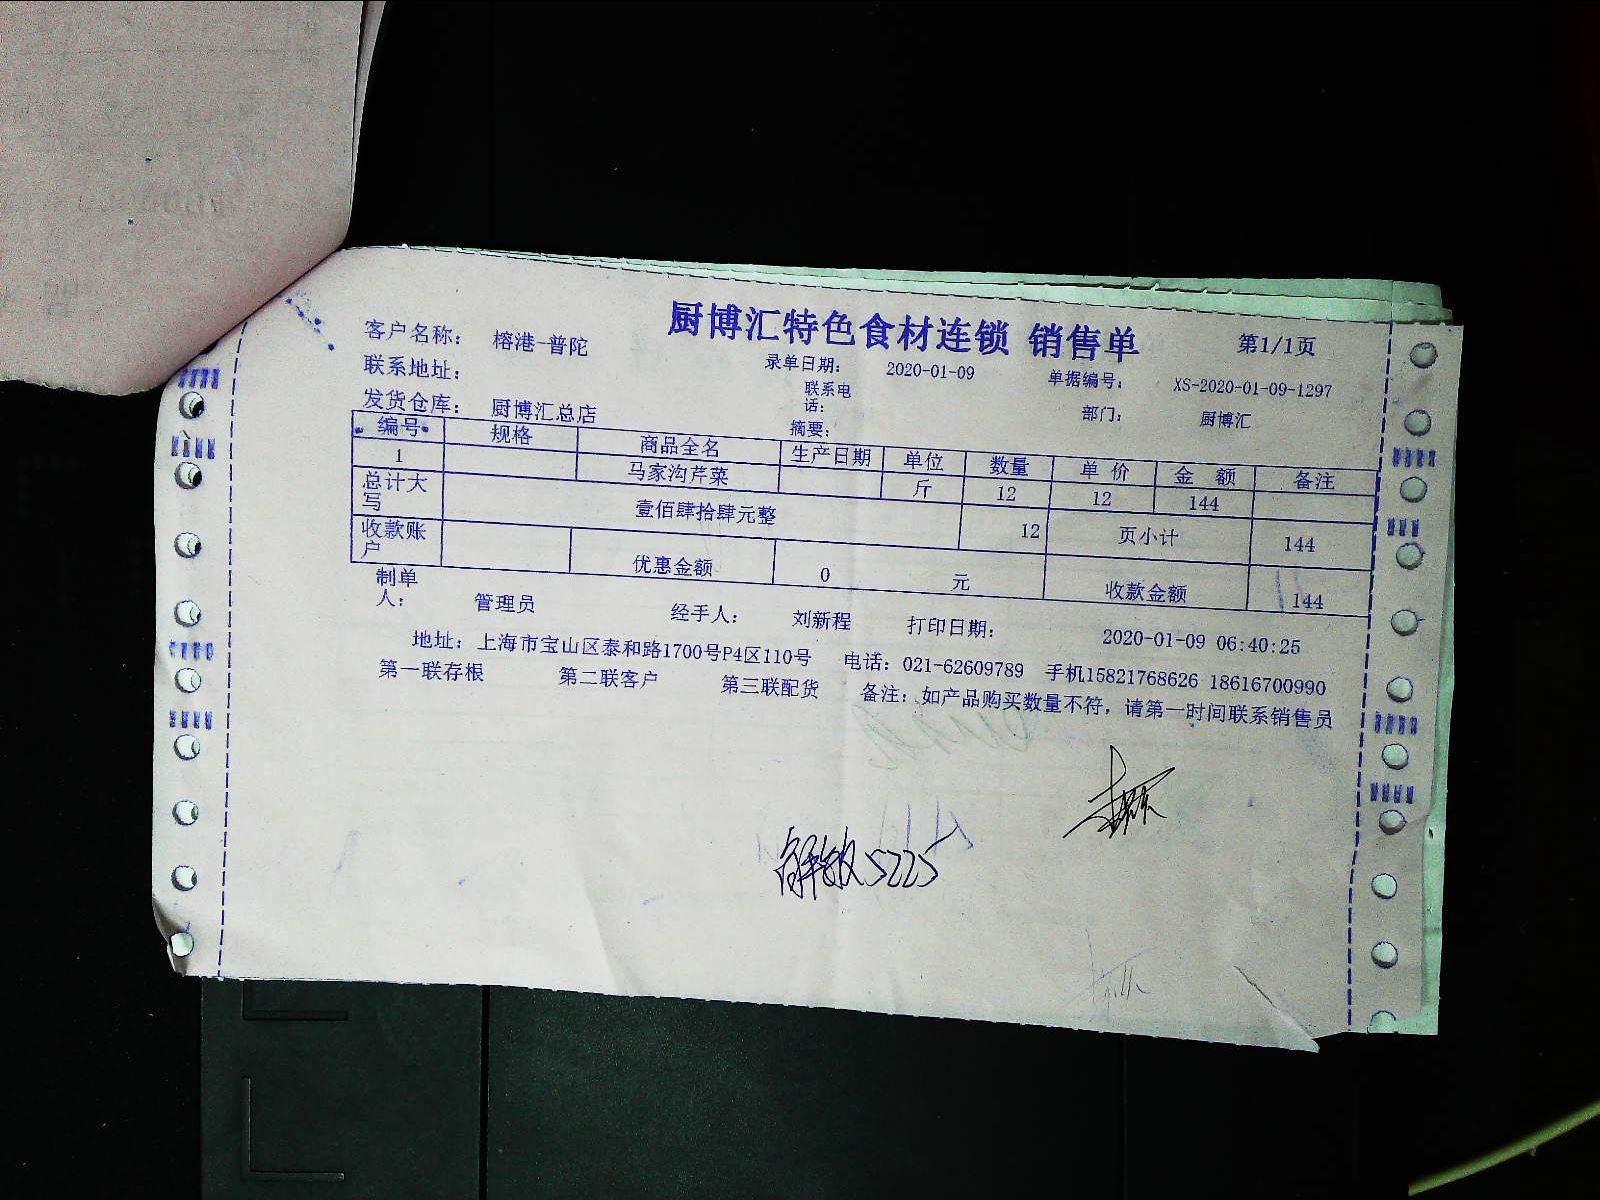 厨博汇特色食材连锁 销售单
第1/1页
客户名称： 榕港-普陀 录单日期： 2020-01-09 单据编号： XS-2020-01-09-1297
联系地址： 联系电话： 部门： 厨博汇
发货仓库： 厨博汇总店 摘要：
编号 规格 商品全名 生产日期 单位 数量 单 价 金 额 备注
1 马家沟芹菜 斤 12 12 144
总计大写 壹佰肆拾肆元整 12 页小计 144
收款账户 优惠金额 0 元 收款金额 144
制单人： 管理员 经手人： 刘新程 打印日期： 2020-01-09 06:40:25
地址：上海市宝山区泰和路1700号P4区110号 电话：021-62609789 手机15821768626 18616700990
第一联存根 第二联客户 第三联配货 备注：如产品购买数量不符，请第一时间联系销售员
解敏5225